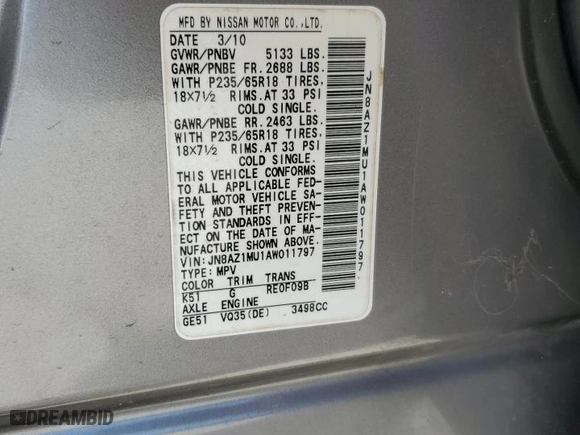 MFD BY NISSAN MOTOR CO.,LTD.
DATE 3/10
GVWR/PNBV 5133 LBS.
GAWR/PNBE FR.2688 LBS.
WITH P235/65R18 TIRES.
18X7½ RIMS.AT 33 PSI
COLD SINGLE.
GAWR/PNBE RR.2463 LBS.
WITH P235/65R18 TIRES.
18X7½ RIMS.AT 33 PSI
COLD SINGLE.
THIS VEHICLE CONFORMS
TO ALL APPLICABLE FED-
ERAL MOTOR VEHICLE SA-
FETY AND THEFT PREVEN-
TION STANDARDS IN EFF-
ECT ON THE DATE OF MA-
NUFACTURE SHOWN ABOVE.
VIN:JN8AZ1MU1AW011797
TYPE:MPV
COLOR TRIM TRANS
K51 G RE0F09B
AXLE ENGINE
GE51 VQ35(DE) 3498CC
JN8AZ1MU1AW011797.
DREAMBID